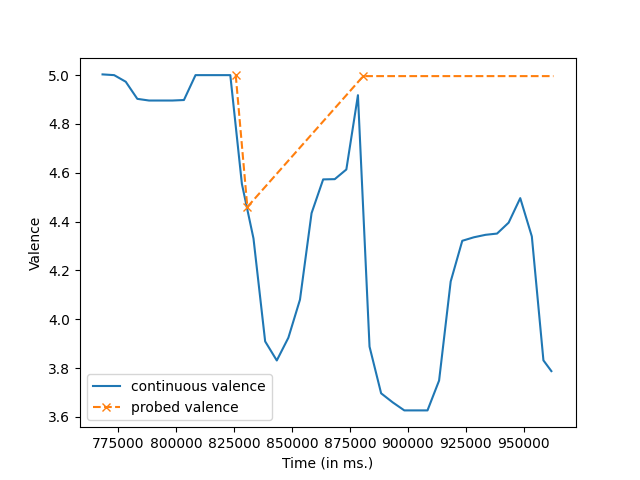 5.0
4.8
4.6
4.4
4.2
4.0
3.8
3.6
Valence
continuous valence
probed valence
775000 800000 825000 850000 875000 900000 925000 950000
Time (in ms.)